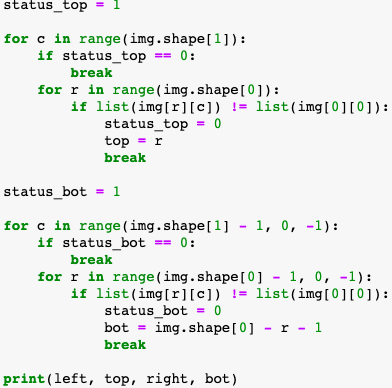 status_top = 1
for c in range(img.shape[1]):
    if status_top == 0:
        break
    for r in range(img.shape[0]):
        if list(img[r][c]) != list(img[0][0]):
            status_top = 0
            top = r
            break
status_bot = 1
for c in range(img.shape[1] - 1, 0, -1):
    if status_bot == 0:
        break
    for r in range(img.shape[0] - 1, 0, -1):
        if list(img[r][c]) != list(img[0][0]):
            status_bot = 0
            bot = img.shape[0] - r - 1
            break
print(left, top, right, bot)